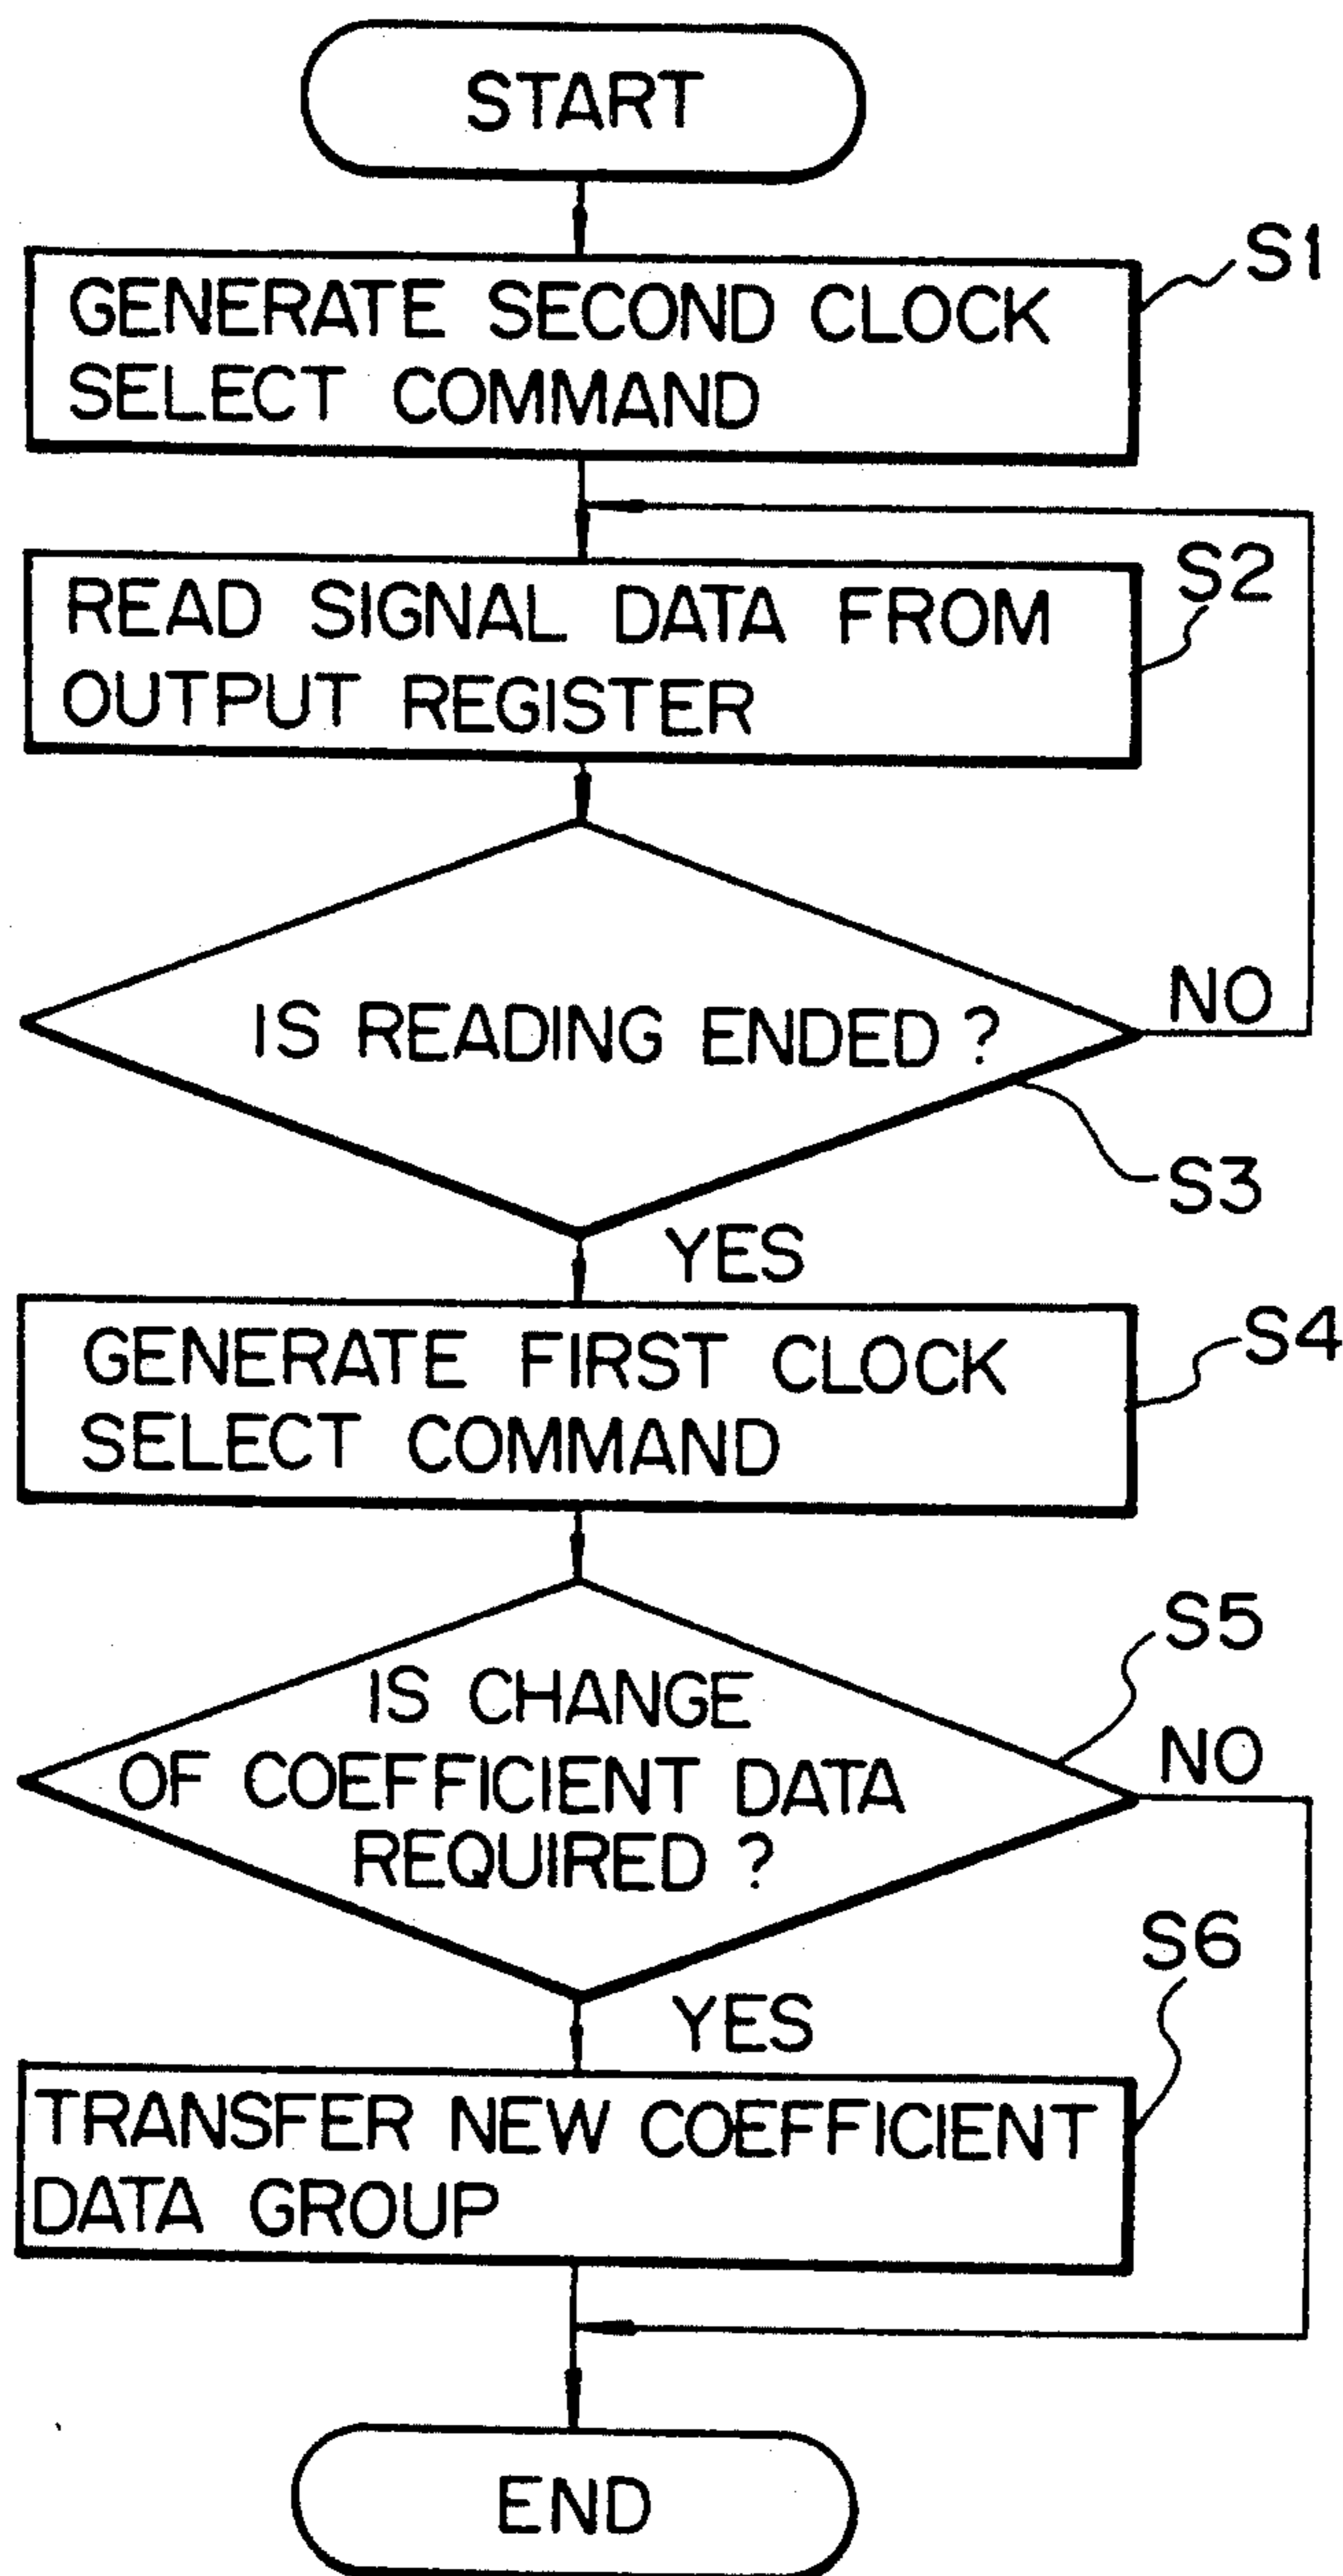 START
S1
GENERATE SECOND CLOCK
SELECT COMMAND
S2
READ SIGNAL DATA FROM
OUTPUT REGISTER
IS READING ENDED ?
NO
S3
YES
GENERATE FIRST CLOCK
SELECT COMMAND
S4
S5
IS CHANGE
OF COEFFICIENT DATA
REQUIRED ?
NO
S6
YES
TRANSFER NEW COEFFICIENT
DATA GROUP
END